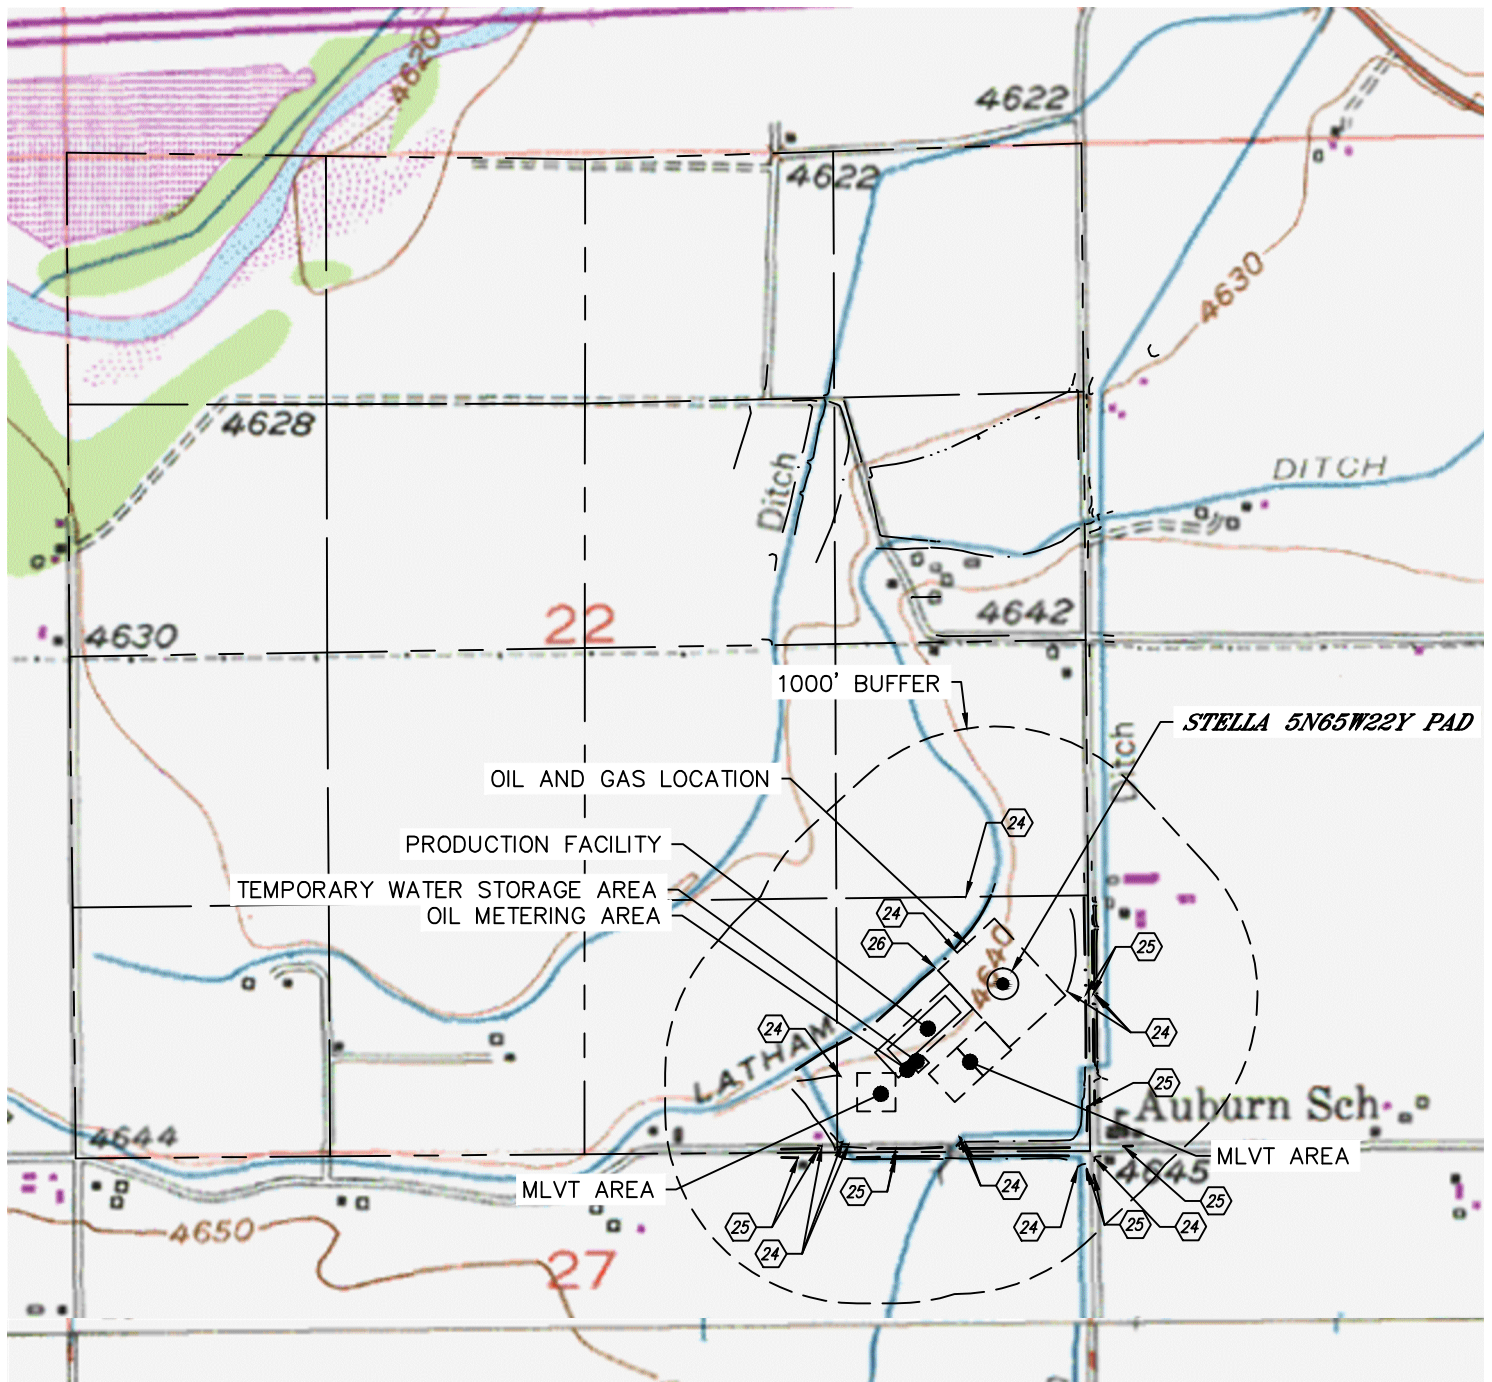 4620
4622
4622
4630
4628
Ditch
DITCH
22
4630
4642
1000' BUFFER
STELLA 5N65W22Y PAD
Ditch
OIL AND GAS LOCATION
24
PRODUCTION FACILITY
TEMPORARY WATER STORAGE AREA
OIL METERING AREA
24
26
25
4640
24
24
LATHAM
25
Auburn Sch
4644
MLVT AREA
4645
MLVT AREA
25
24
25
4650
25
24
24
25
24
27